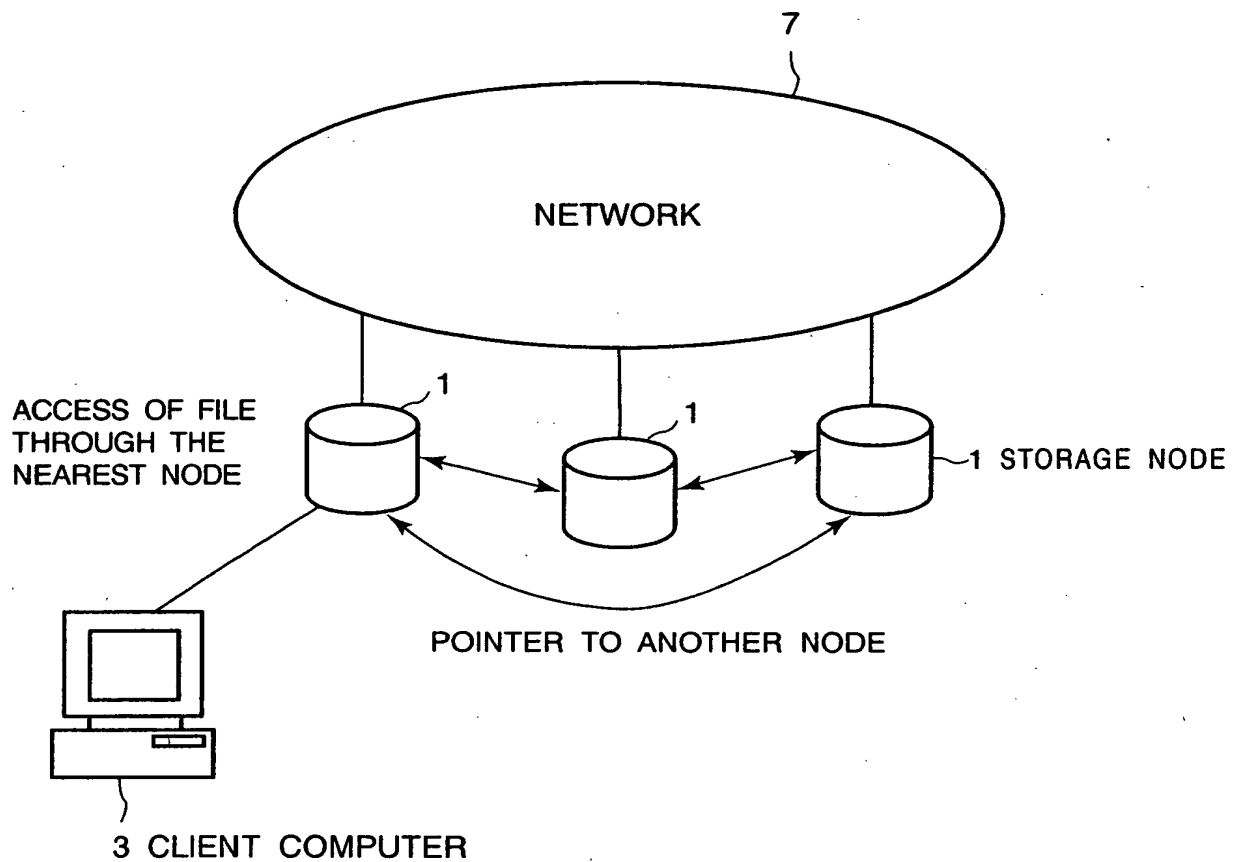 7
NETWORK
ACCESS OF FILE
THROUGH THE
NEAREST NODE
1
1
1 STORAGE NODE
POINTER TO ANOTHER NODE
3 CLIENT COMPUTER